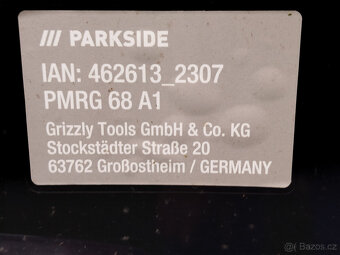 /// PARKSIDE
IAN: 462613_2307
PMRG 68 A1
Grizzly Tools GmbH & Co. KG
Stockstädter Straße 20
63762 Großostheim / GERMANY
bazos.cz